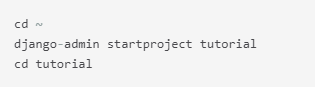 cd ~
django-admin startproject tutorial
cd tutorial